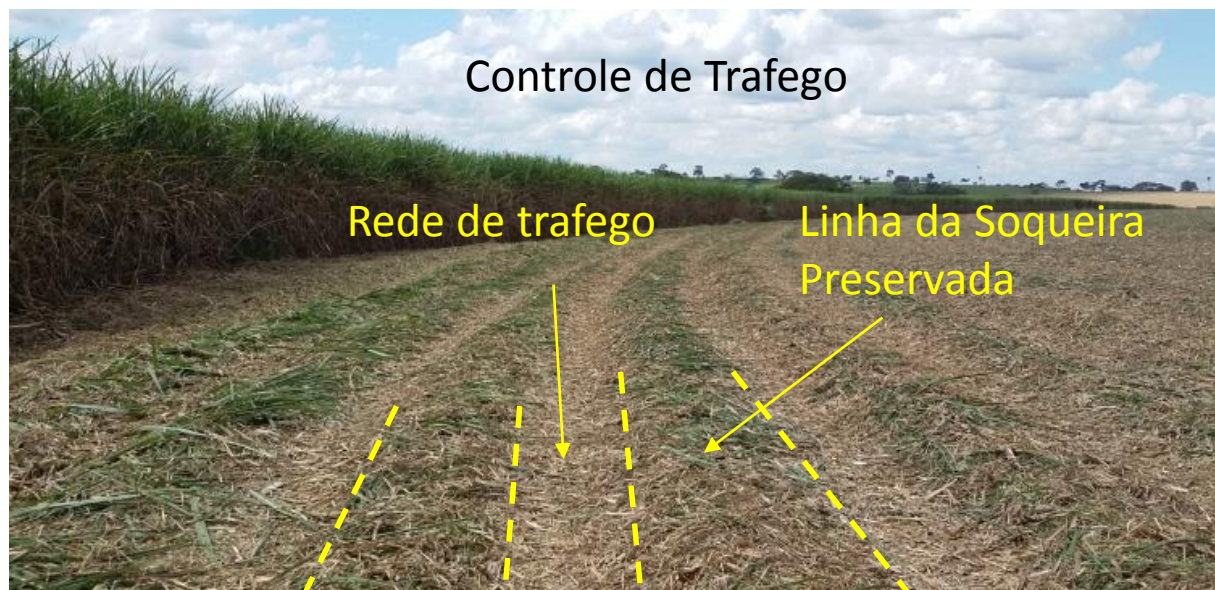 Controle de Trafego
Rede de trafego
Linha da Soqueira
Preservada